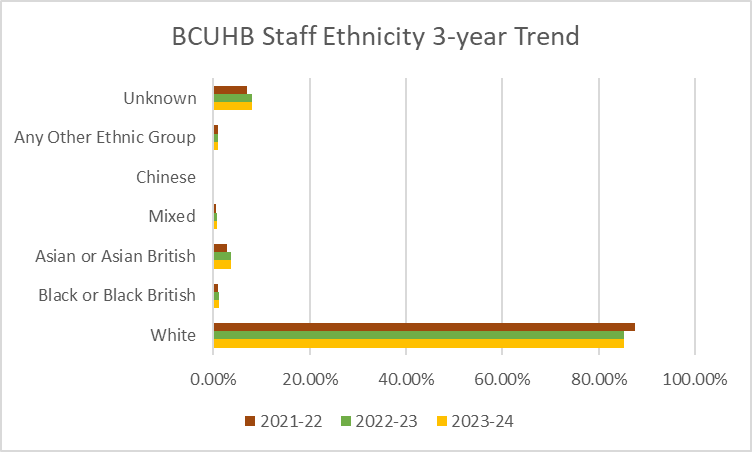 BCUHB Staff Ethnicity 3-year Trend
Unknown
Any Other Ethnic Group
Chinese
Mixed
Asian or Asian British
Black or Black British
White
0.00% 20.00% 40.00% 60.00% 80.00% 100.00%
2021-22 2022-23 2023-24